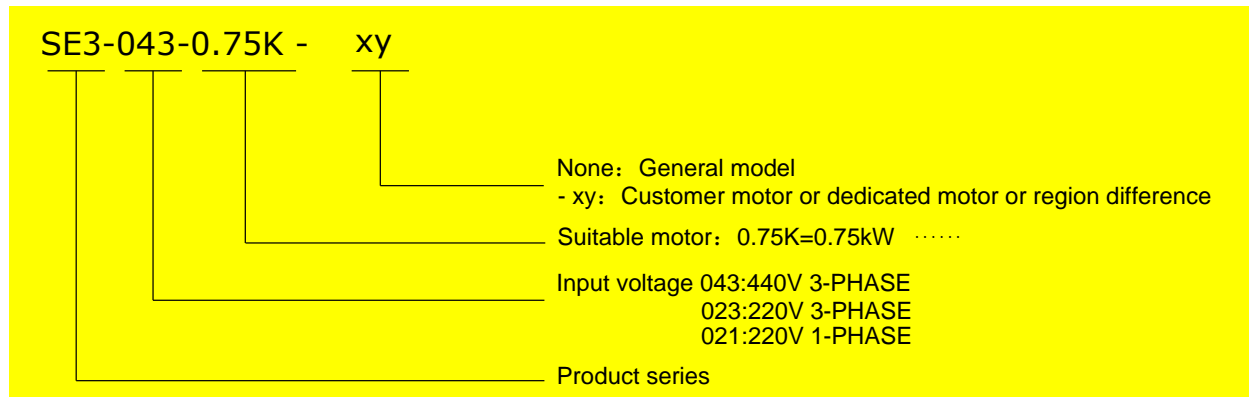 SE3-043-0.75K - xy
None：General model
- xy：Customer motor or dedicated motor or region difference
Suitable motor：0.75K=0.75kW ······
Input voltage 043:440V 3-PHASE
023:220V 3-PHASE
021:220V 1-PHASE
Product series